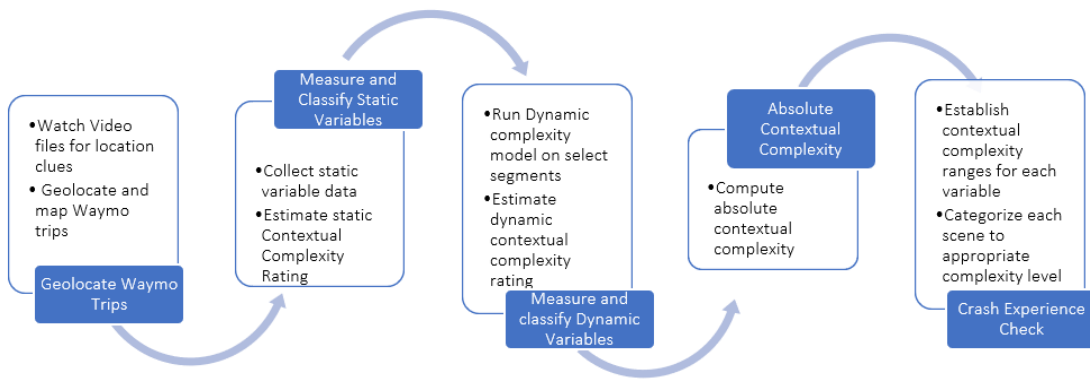 •Watch Video
files for location
clues
• Geolocate and
map Waymo
trips
Geolocate Waymo
Trips
Measure and
Classify Static
Variables
•Collect static
variable data
•Estimate static
Contextual
Complexity
Rating
•Run Dynamic
complexity
model on select
segments
•Estimate
dynamic
contextual
complexity
rating
Measure and
classify Dynamic
Variables
Absolute
Contextual
Complexity
•Compute
absolute
contextual
complexity
•Establish
contextual
complexity
ranges for each
variable
•Categorize each
scene to
appropriate
complexity level
Crash Experience
Check